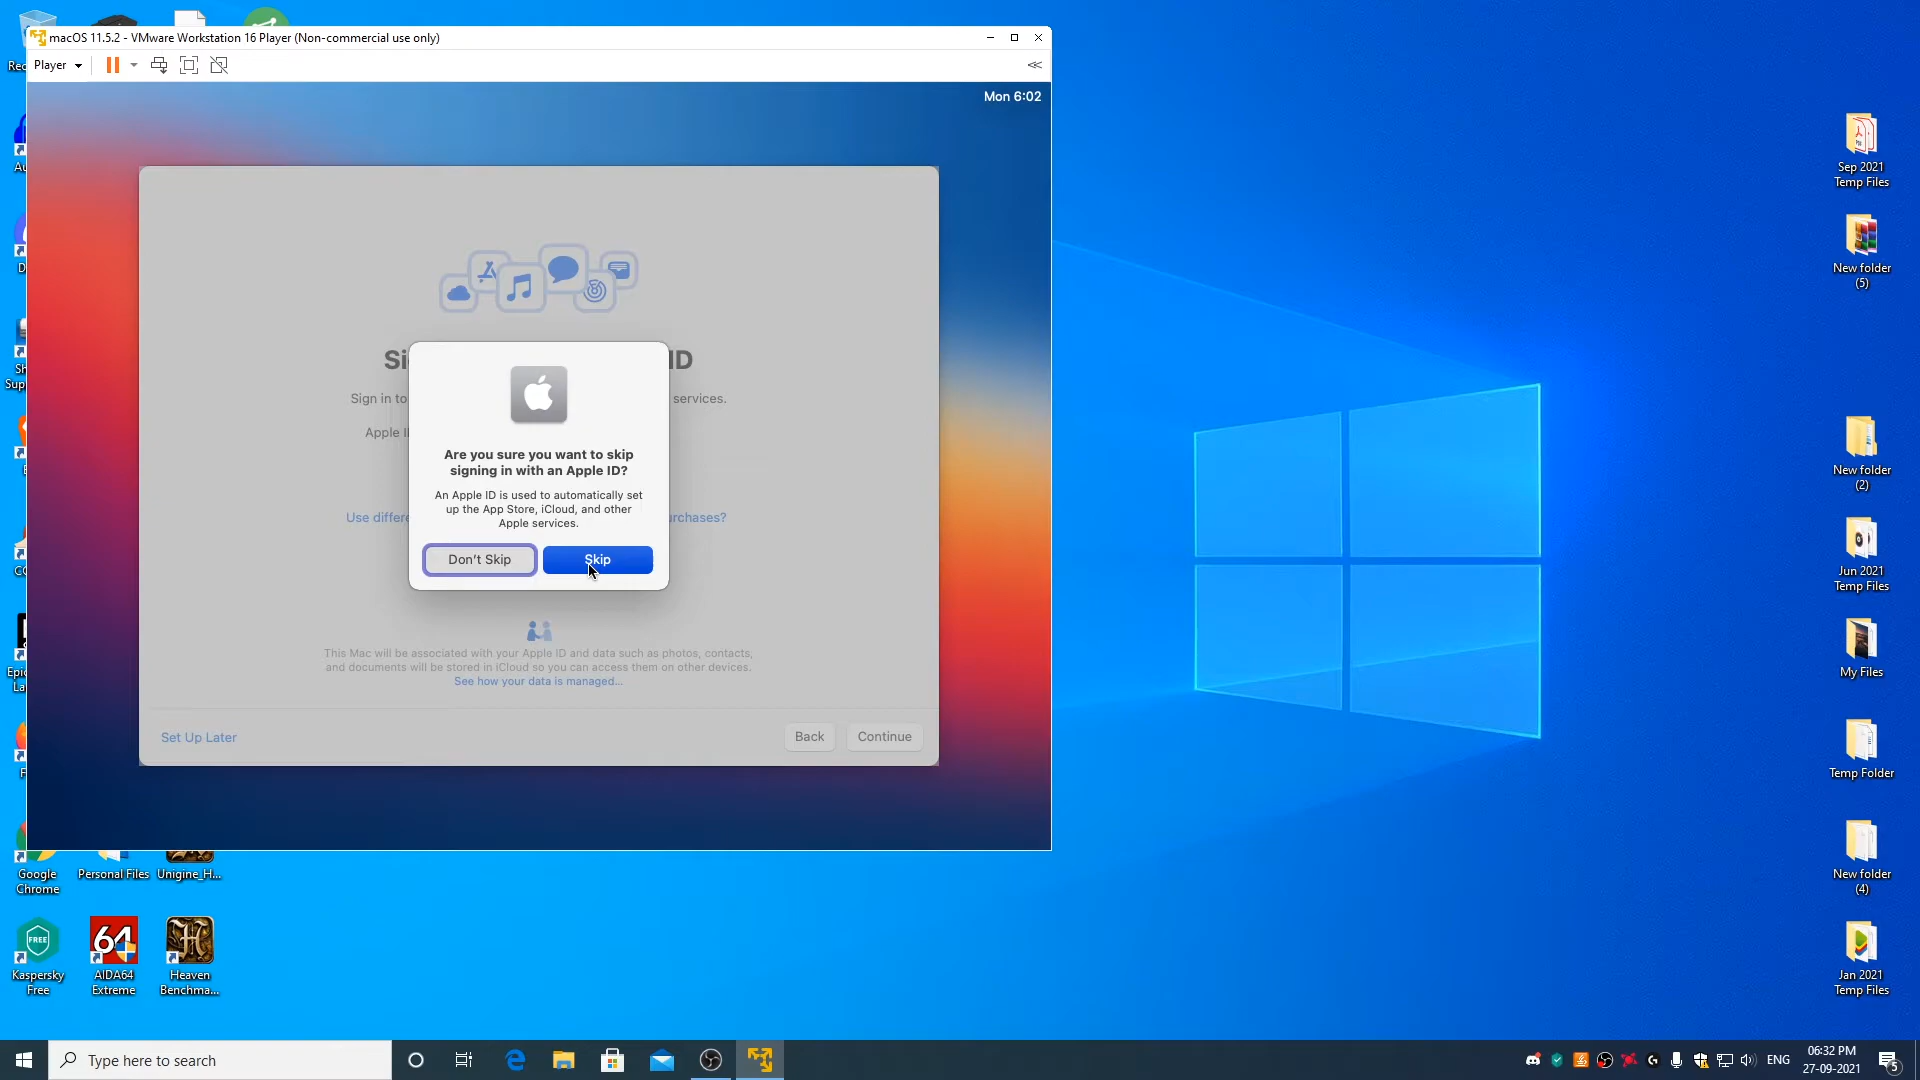 macOS 11.5.2 - VMware Workstation 16 Player (Non-commercial use only)
Player
Mon 6:02
Sign in to
services.
Apple I
Are you sure you want to skip
signing in with an Apple ID?
An Apple ID is used to automatically set
up the App Store, iCloud, and other
Apple services.
Use differe
rchases?
Don't Skip
Skip
This Mac will be associated with your Apple ID and data such as photos, contacts,
and documents will be stored in iCloud so you can access them on other devices.
See how your data is managed...
Set Up Later
Back
Continue
Google
Chrome
Personal Files
Unigine_H...
FREE
Kaspersky
Free
64
AIDA64
Extreme
Heaven
Benchma...
Sep 2021
Temp Files
New folder
(5)
New folder
(2)
Jun 2021
Temp Files
My Files
Temp Folder
New folder
(4)
Jan 2021
Temp Files
Type here to search
ENG
06:32 PM
27-09-2021
5